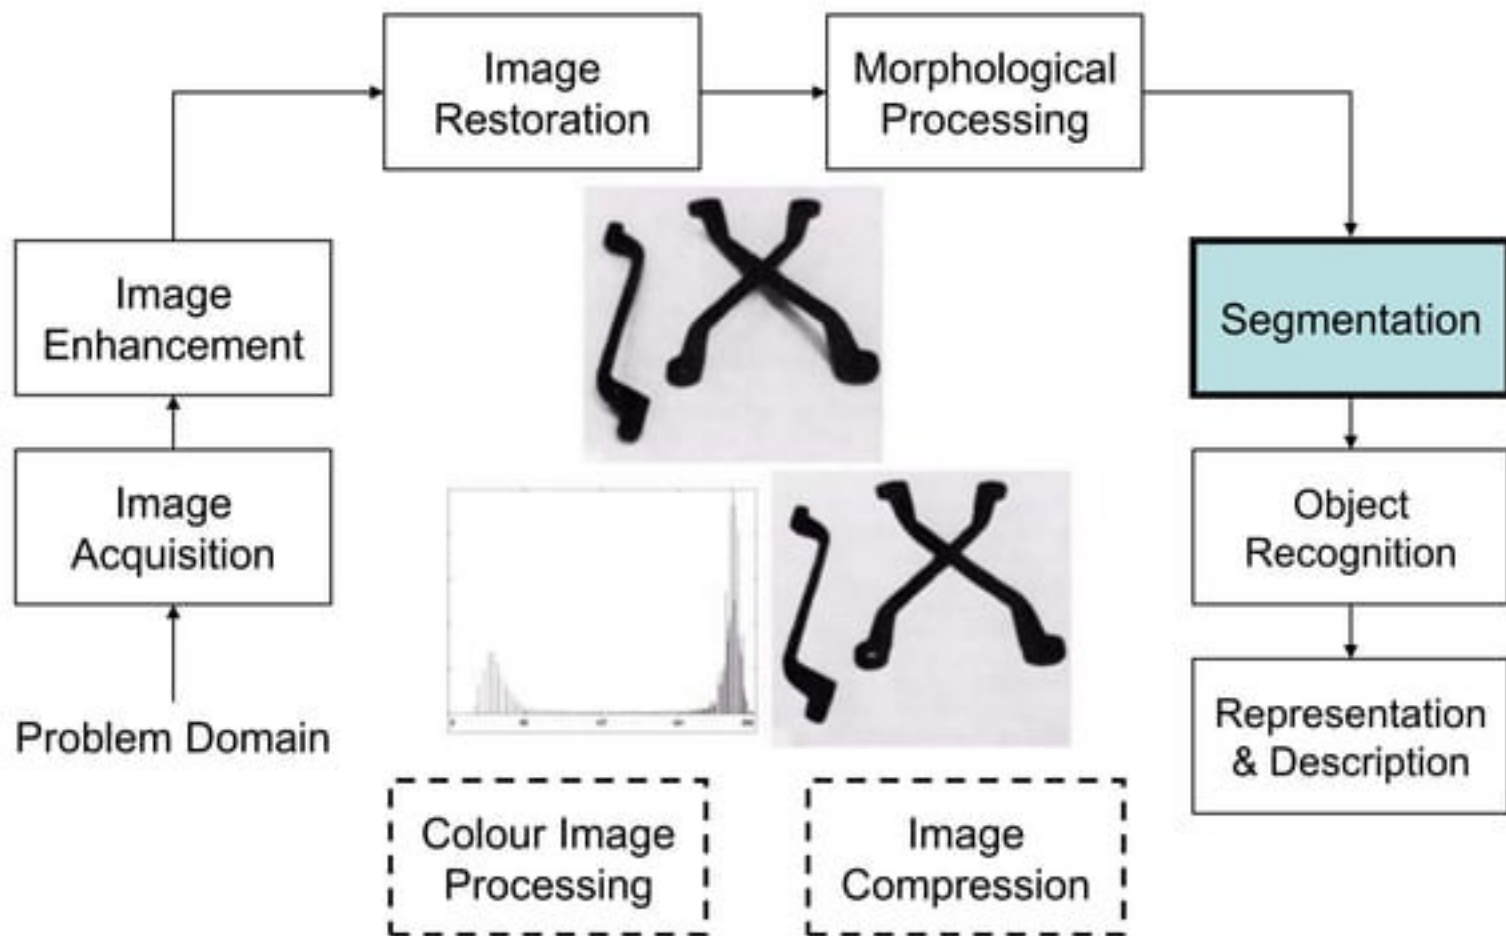 Image
Restoration
Morphological
Processing
Image
Enhancement
Segmentation
Image
Acquisition
Object
Recognition
Problem Domain
Representation
& Description
Colour Image
Processing
Image
Compression